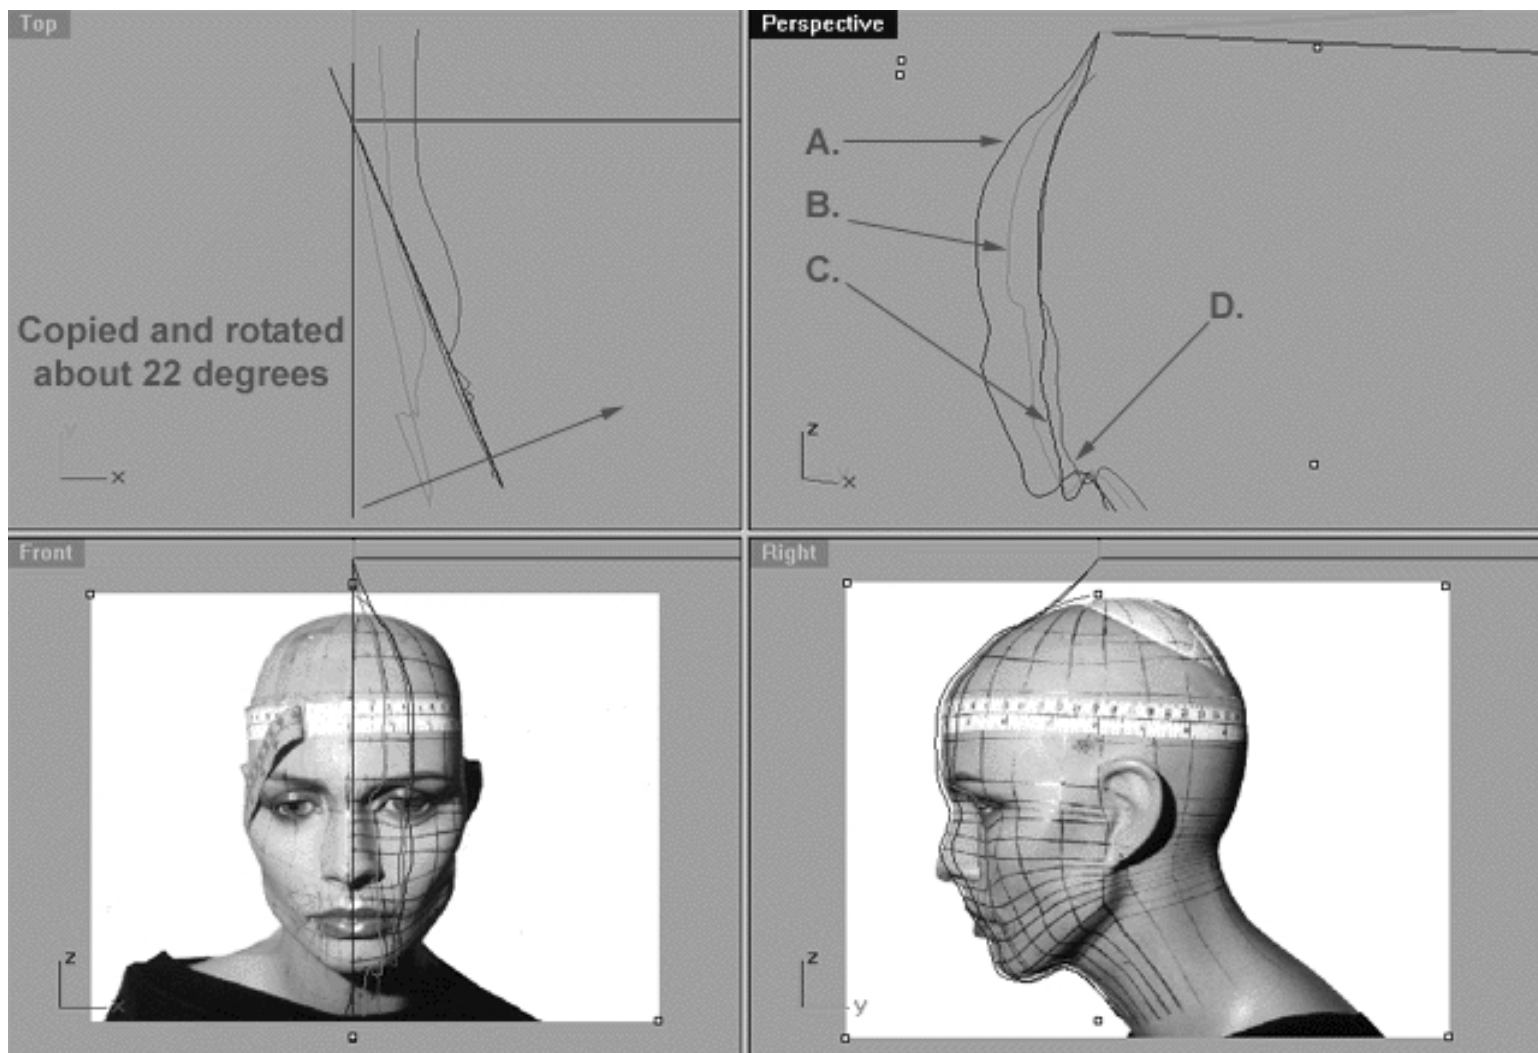 Top
Perspective
A.
B.
C.
D.
Copied and rotated
about 22 degrees
y
x
z
x
Front
Right
z
x
z
y